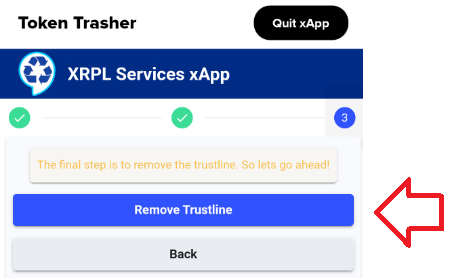 Token Trasher
Quit xApp
XRPL Services xApp
3
The final step is to remove the trustline. So lets go ahead!
Remove Trustline
Back